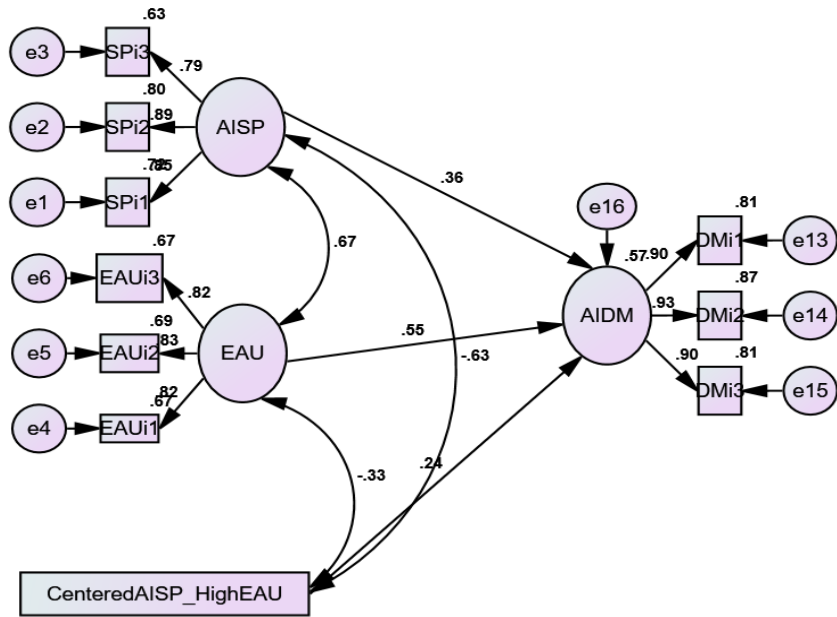 .63
e3
SPi3
.79
.80
e2
SPi2
.89
AISP
.85
e1
SPi1
.36
.67
e6
EAUi3
.82
.67
.69
e5
EAUi2
.83
EAU
.82
.67
e4
EAUi1
.55
e16
.57
AIDM
.90
.81
DMi1
e13
.93
.87
DMi2
e14
.90
.81
DMi3
e15
-.63
.24
-.33
CenteredAISP_HighEAU